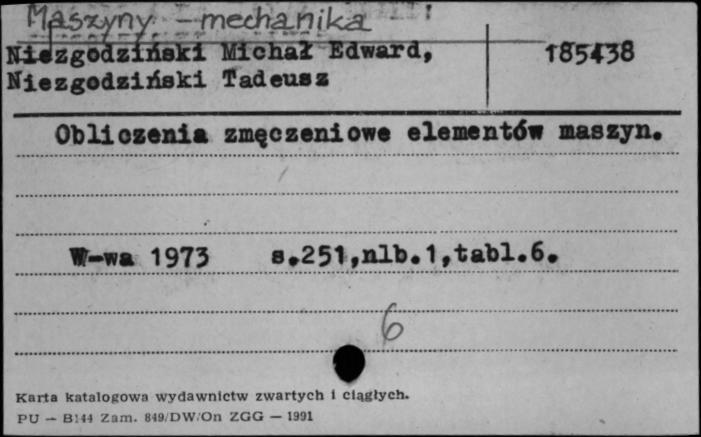 Maszyny - mechanika
Niezgodziński Michał Edward, 185438
Niezgodziński Tadeusz
Obliczenia zmęczeniowe elementów maszyn.
W-wa 1973 s.251,nlb.1,tabl.6.
6
Karta katalogowa wydawnictw zwartych i ciągłych.
PU — B144 Zam. 849/DW/On ZGG — 1991